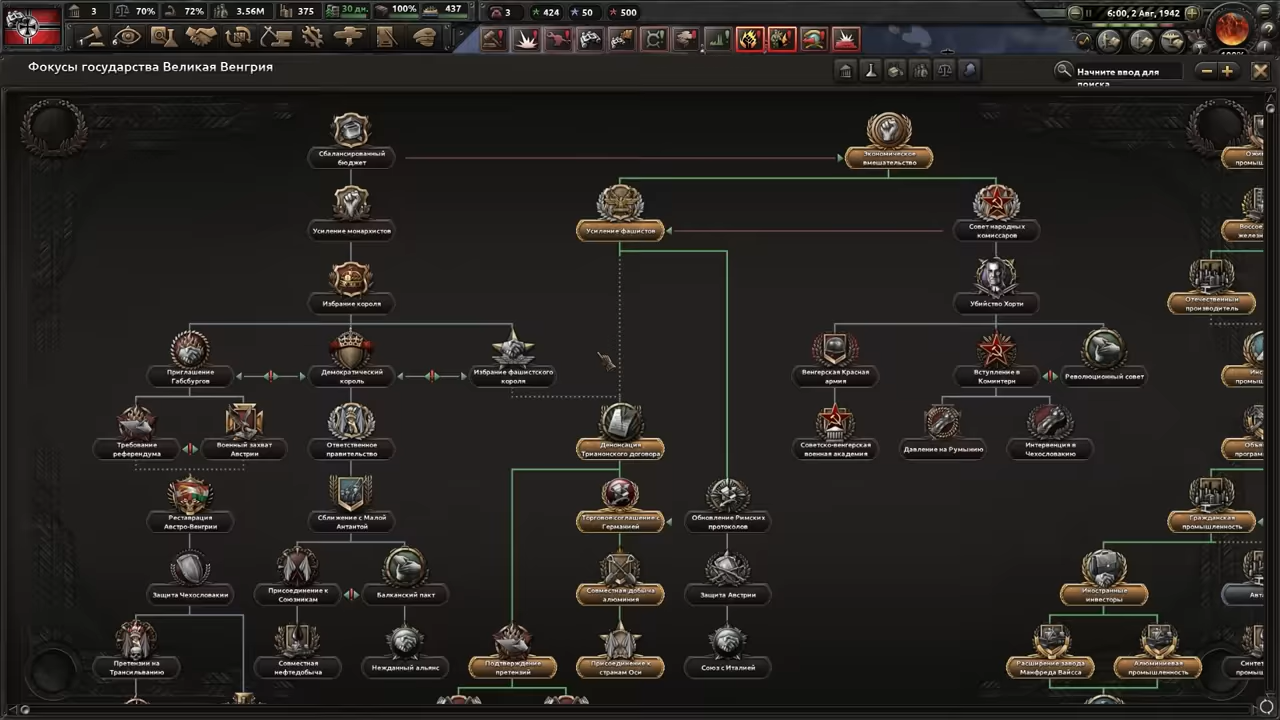 3
70%
72%
3.56M
375
30 дн.
100%
437
3
424
50
500
6:00, 2 Авг, 1942
100%
Фокусы государства Великая Венгрия
Начните ввод для
поиска
Сбалансированный
бюджет
Экономическое
вмешательство
Усиление монархистов
Усиление фашистов
Совет народных
комиссаров
Избрание короля
Убийство Хорти
Отечественный
производитель
Приглашение
Габсбургов
Демократический
король
Избрание фашистского
короля
Венгерская Красная
армия
Вступление в
Коминтерн
Революционный совет
Требование
референдума
Военный захват
Австрии
Ответственное
правительство
Денонсация
Трианонского договора
Советско-венгерская
военная академия
Давление на Румынию
Интервенция в
Чехословакию
Реставрация
Австро-Венгрии
Сближение с Малой
Антантой
Торговое соглашение с
Германией
Обновление Римских
протоколов
Гражданская
промышленность
Защита Чехословакии
Присоединение к
Союзникам
Балканский пакт
Совместная добыча
алюминия
Защита Австрии
Иностранные
инвесторы
Претензии на
Трансильванию
Совместная
нефтедобыча
Нежданный альянс
Подтверждение
претензий
Присоединение к
странам Оси
Союз с Италией
Расширение завода
Манфреда Вайсса
Алюминиевая
промышленность